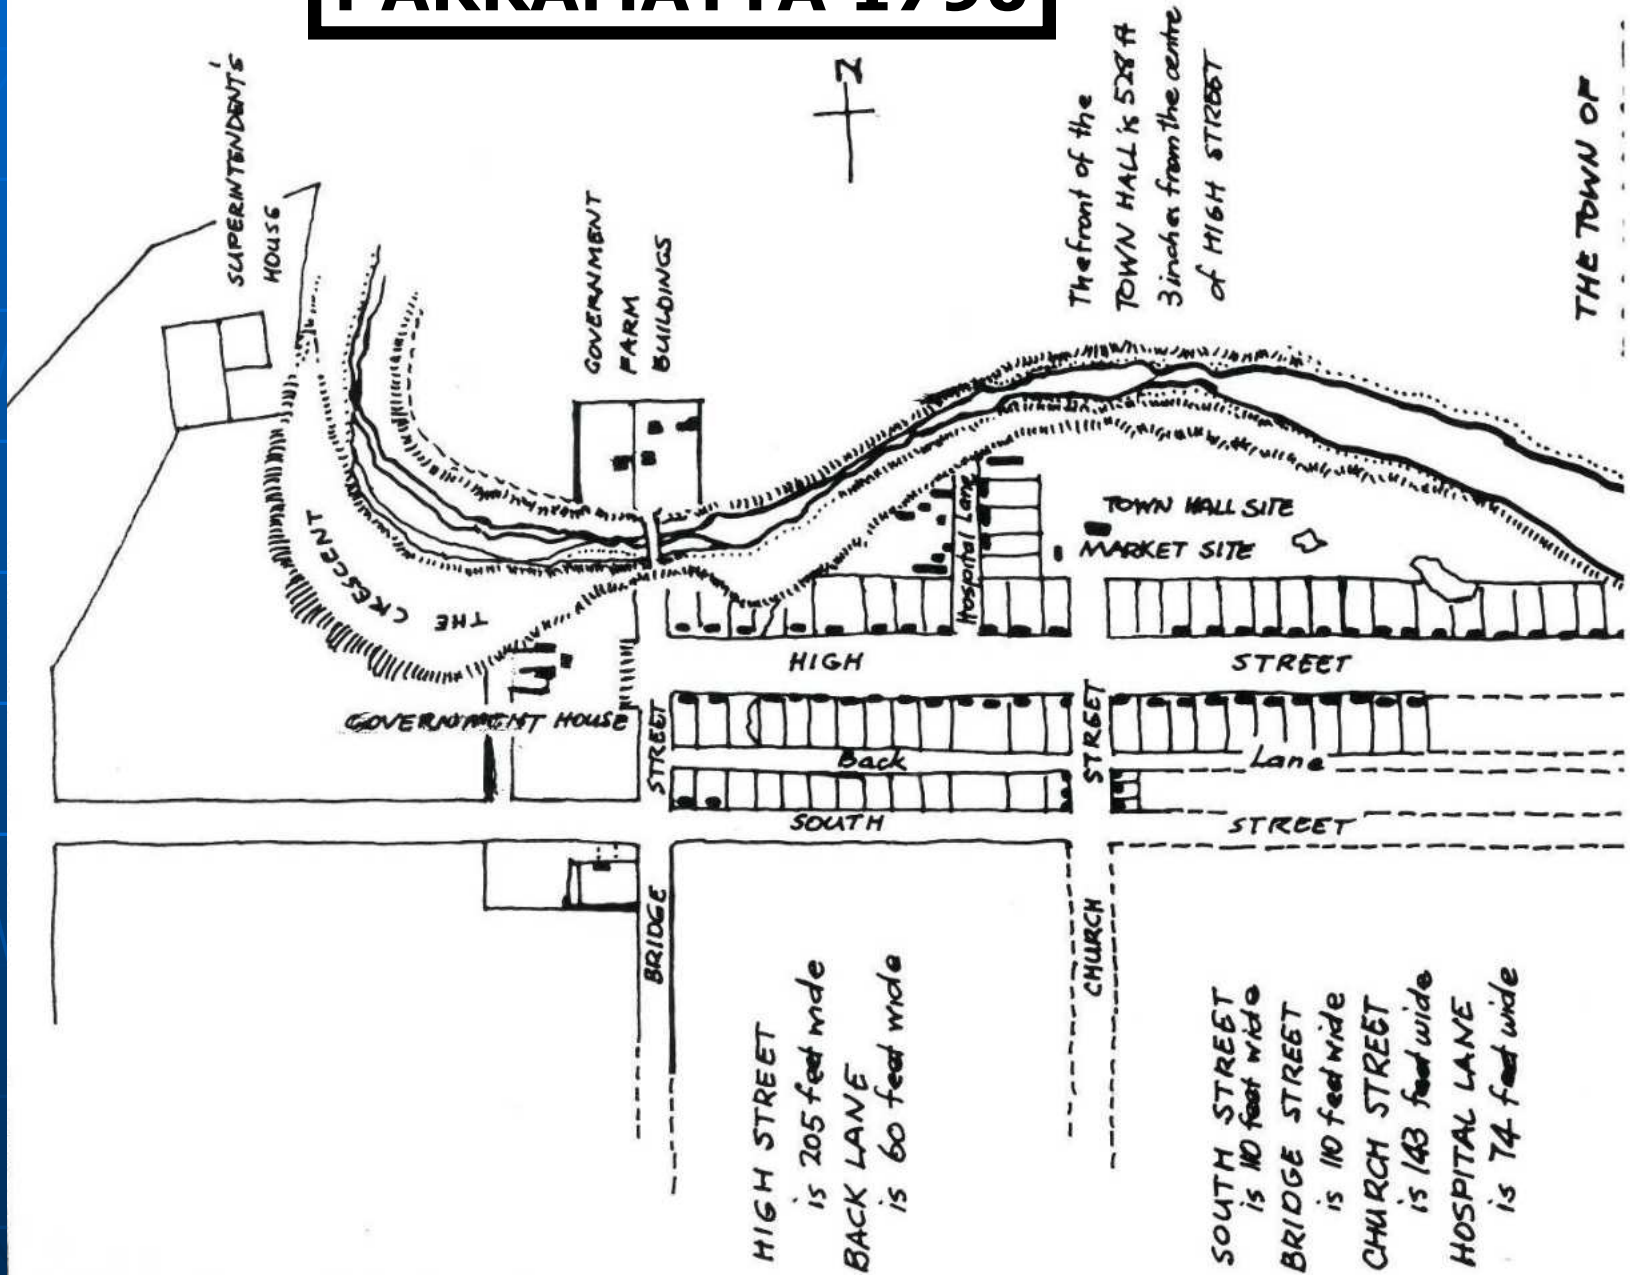 PARRAMATTA 1790
SUPERINTENDENT'S
HOUSE
N
GOVERNMENT
FARM
BUILDINGS
The front of the
TOWN HALL is 528 ft
3 inches from the centre
of HIGH STREET
THE TOWN OF
THE CRESCENT
Hospital Lane
TOWN HALL SITE
MARKET SITE
HIGH STREET
GOVERNMENT HOUSE
Back Lane
SOUTH STREET
BRIDGE STREET
CHURCH STREET
HIGH STREET
is 205 feet wide
BACK LANE
is 60 feet wide
SOUTH STREET
is 110 feet wide
BRIDGE STREET
is 110 feet wide
CHURCH STREET
is 143 feet wide
HOSPITAL LANE
is 74 feet wide